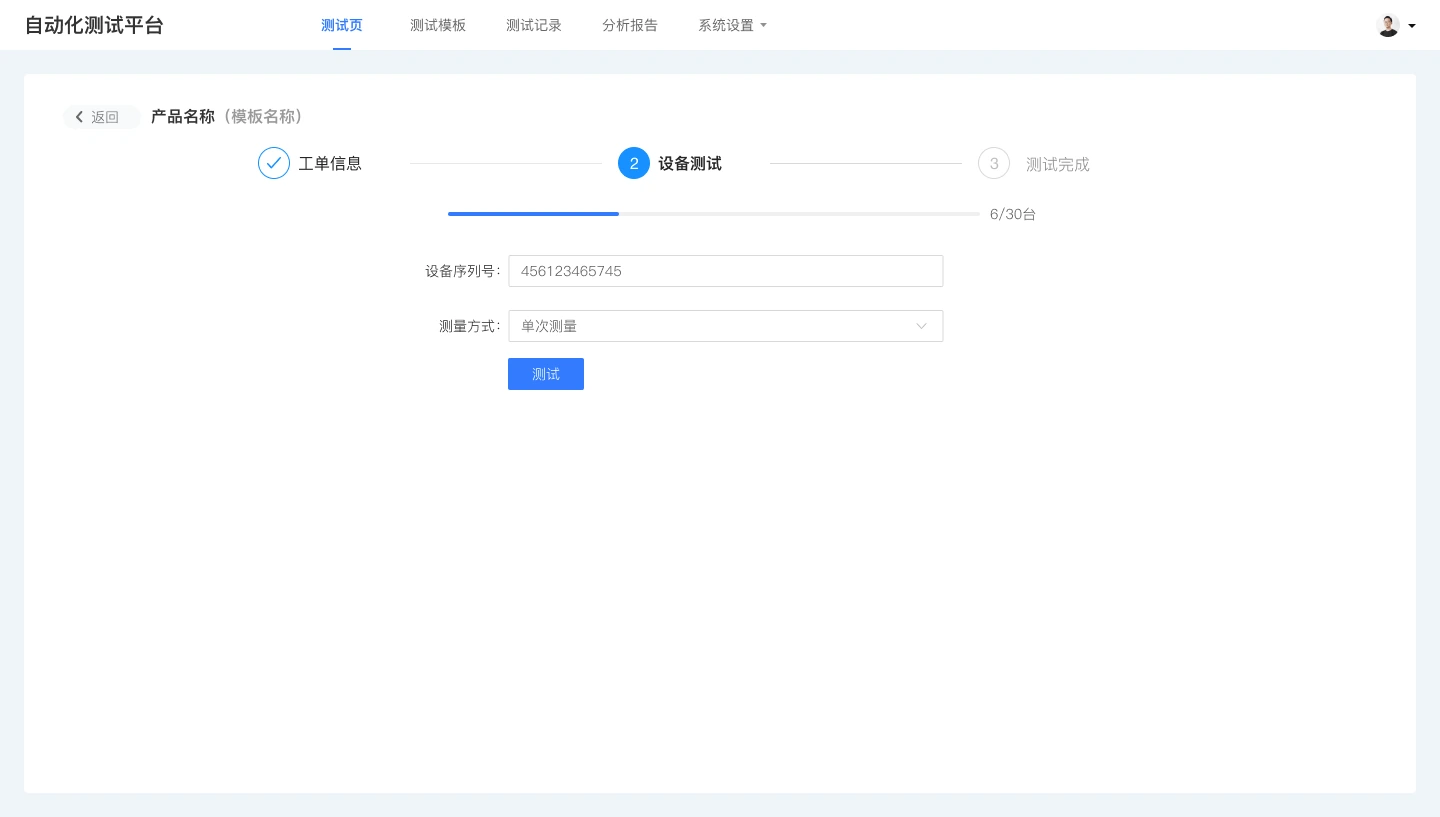 自动化测试平台 测试页 测试模板 测试记录 分析报告 系统设置
返回 产品名称（模板名称）
工单信息 2 设备测试 3 测试完成
6/30台
设备序列号： 456123465745
测量方式： 单次测量
测试